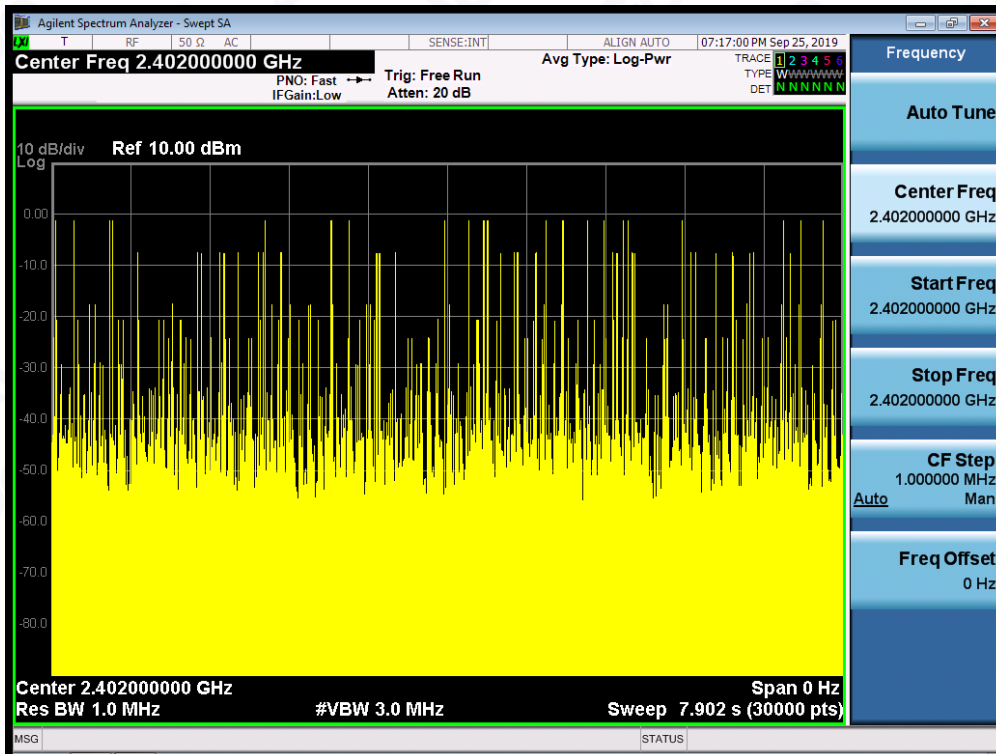 Agilent Spectrum Analyzer - Swept SA
LXI T RF 50 Ω AC SENSE:INT ALIGN AUTO 07:17:00 PM Sep 25, 2019
Center Freq 2.402000000 GHz
PNO: Fast
IFGain:Low
Trig: Free Run
Atten: 20 dB
Avg Type: Log-Pwr
TRACE 1 2 3 4 5 6
TYPE WWWWWW
DET N N N N N N
10 dB/div Ref 10.00 dBm
Log
0.00
-10.0
-20.0
-30.0
-40.0
-50.0
-60.0
-70.0
-80.0
Center 2.402000000 GHz Span 0 Hz
Res BW 1.0 MHz #VBW 3.0 MHz Sweep 7.902 s (30000 pts)
MSG STATUS
Frequency
Auto Tune
Center Freq
2.402000000 GHz
Start Freq
2.402000000 GHz
Stop Freq
2.402000000 GHz
CF Step
1.000000 MHz
Auto Man
Freq Offset
0 Hz